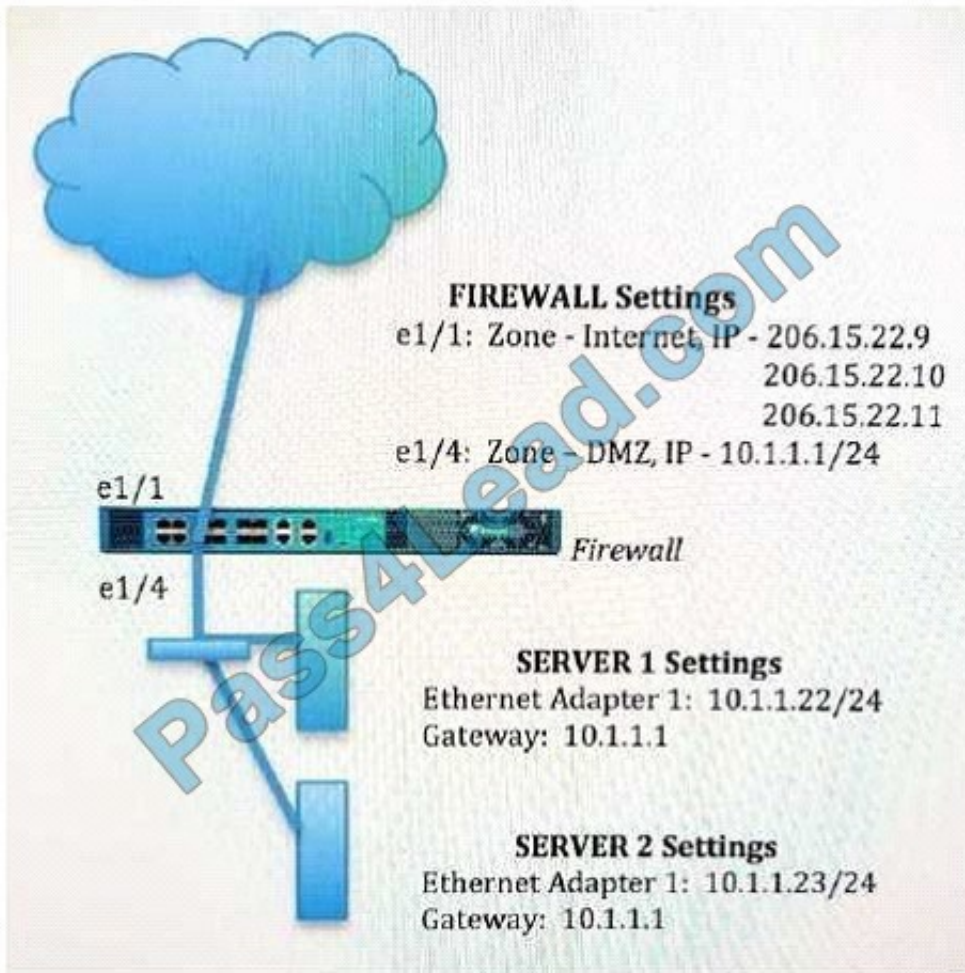 FIREWALL Settings
e1/1: Zone - Internet, IP - 206.15.22.9
206.15.22.10
206.15.22.11
e1/4: Zone - DMZ, IP - 10.1.1.1/24
e1/1
Firewall
e1/4
SERVER 1 Settings
Ethernet Adapter 1: 10.1.1.22/24
Gateway: 10.1.1.1
SERVER 2 Settings
Ethernet Adapter 1: 10.1.1.23/24
Gateway: 10.1.1.1
Pass4Lead.com